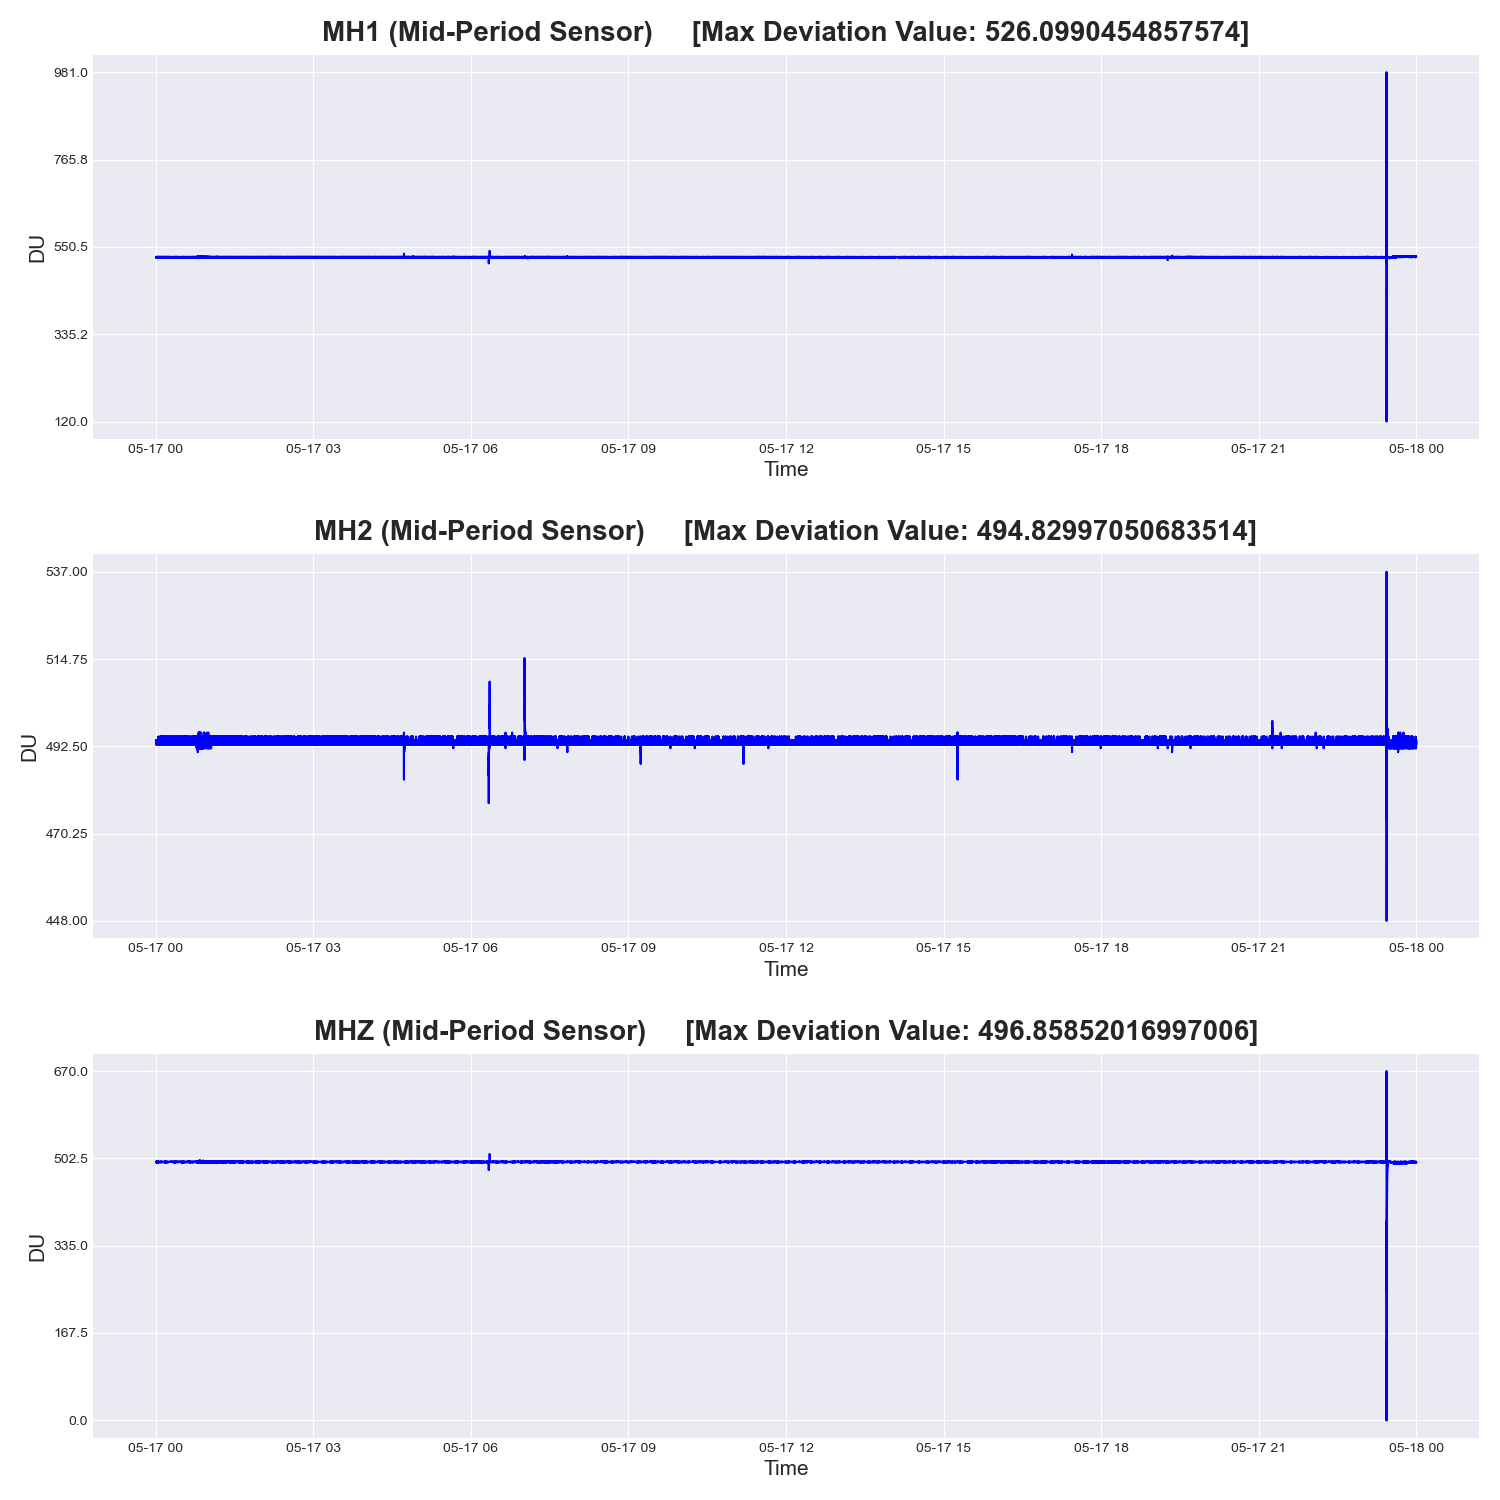 MH1 (Mid-Period Sensor) [Max Deviation Value: 526.0990454857574]
981.0
765.8
550.5
335.2
120.0
DU
05-17 00 05-17 03 05-17 06 05-17 09 05-17 12 05-17 15 05-17 18 05-17 21 05-18 00
Time
MH2 (Mid-Period Sensor) [Max Deviation Value: 494.82997050683514]
537.00
514.75
492.50
470.25
448.00
DU
05-17 00 05-17 03 05-17 06 05-17 09 05-17 12 05-17 15 05-17 18 05-17 21 05-18 00
Time
MHZ (Mid-Period Sensor) [Max Deviation Value: 496.85852016997006]
670.0
502.5
335.0
167.5
0.0
DU
05-17 00 05-17 03 05-17 06 05-17 09 05-17 12 05-17 15 05-17 18 05-17 21 05-18 00
Time